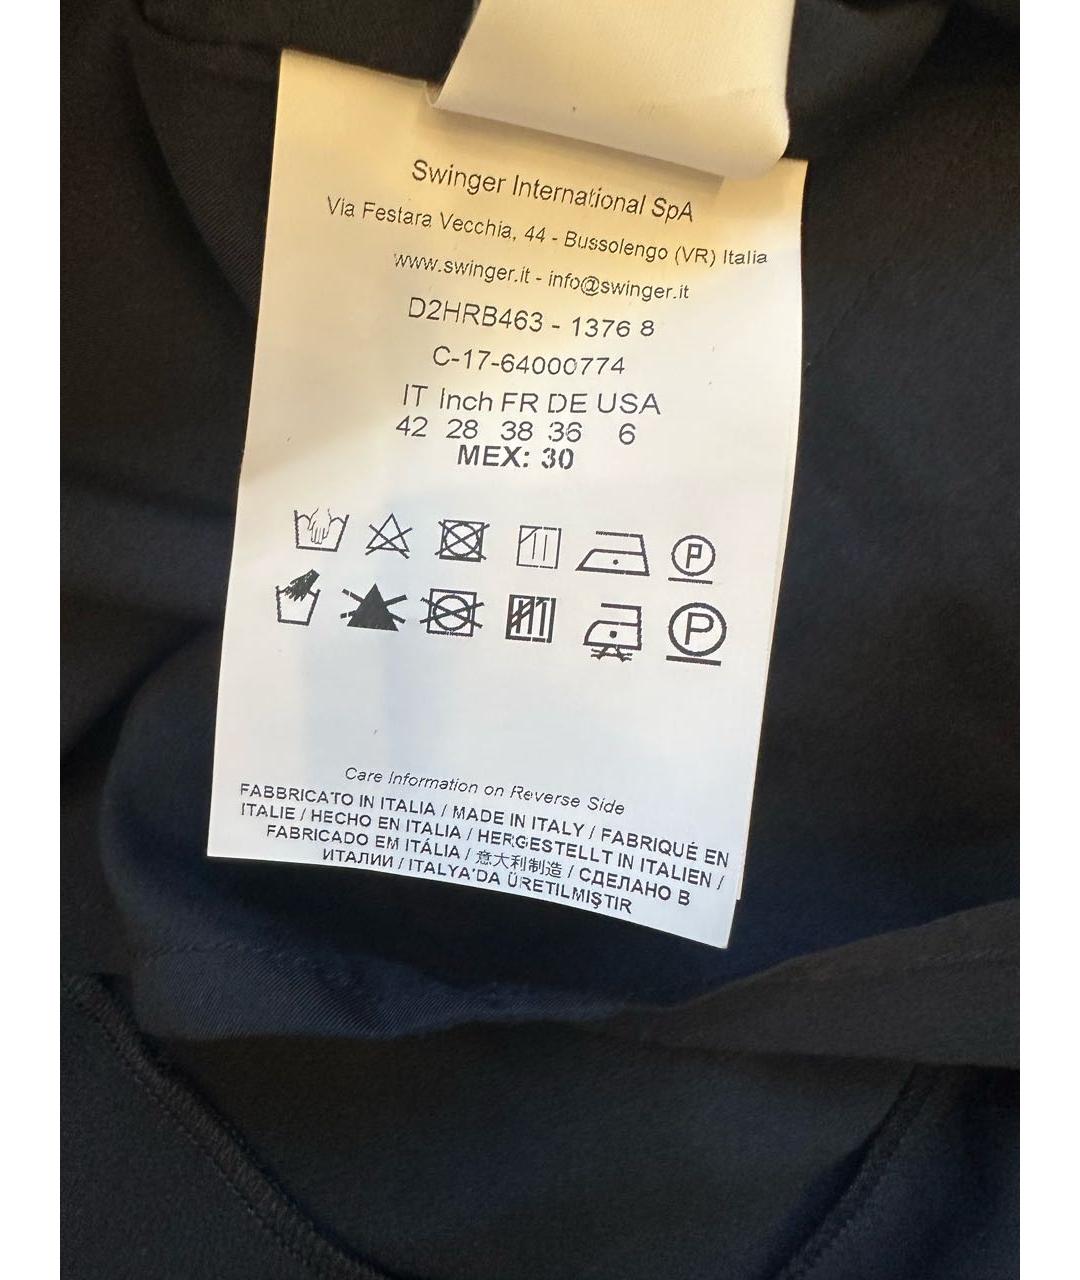 Swinger International SpA
Via Festara Vecchia, 44 - Bussolengo (VR) Italia
www.swinger.it - info@swinger.it
D2HRB463 - 1376 8
C-17-64000774
IT Inch FR DE USA
42 28 38 36 6
MEX: 30
P
P
Care Information on Reverse Side
FABBRICATO IN ITALIA / MADE IN ITALY / FABRIQUÉ EN
ITALIE / HECHO EN ITALIA / HERGESTELLT IN ITALIEN /
FABRICADO EM ITÁLIA / 意大利制造 / СДЕЛАНО В
ИТАЛИИ / ITALYA'DA ÜRETILMIŞTIR